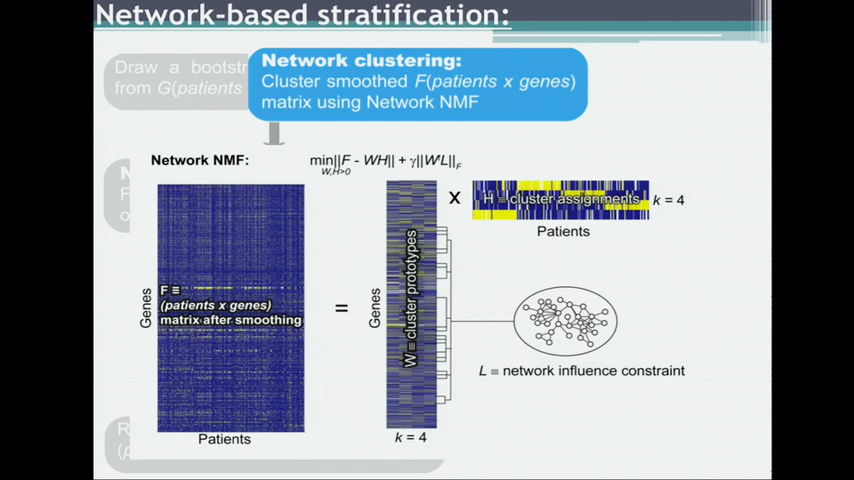 Network-based stratification:
Draw a bootstr
from G(patients
Network clustering:
Cluster smoothed F(patients x genes)
matrix using Network NMF
Network NMF:
min||F - WH|| + γ||WᵗL||F
W,H>0
N
F
o
Genes
F ≡
(patients x genes)
matrix after smoothing
Patients
=
Genes
W ≡ cluster prototypes
k = 4
x
H ≡ cluster assignments
k = 4
Patients
L ≡ network influence constraint
R
(p